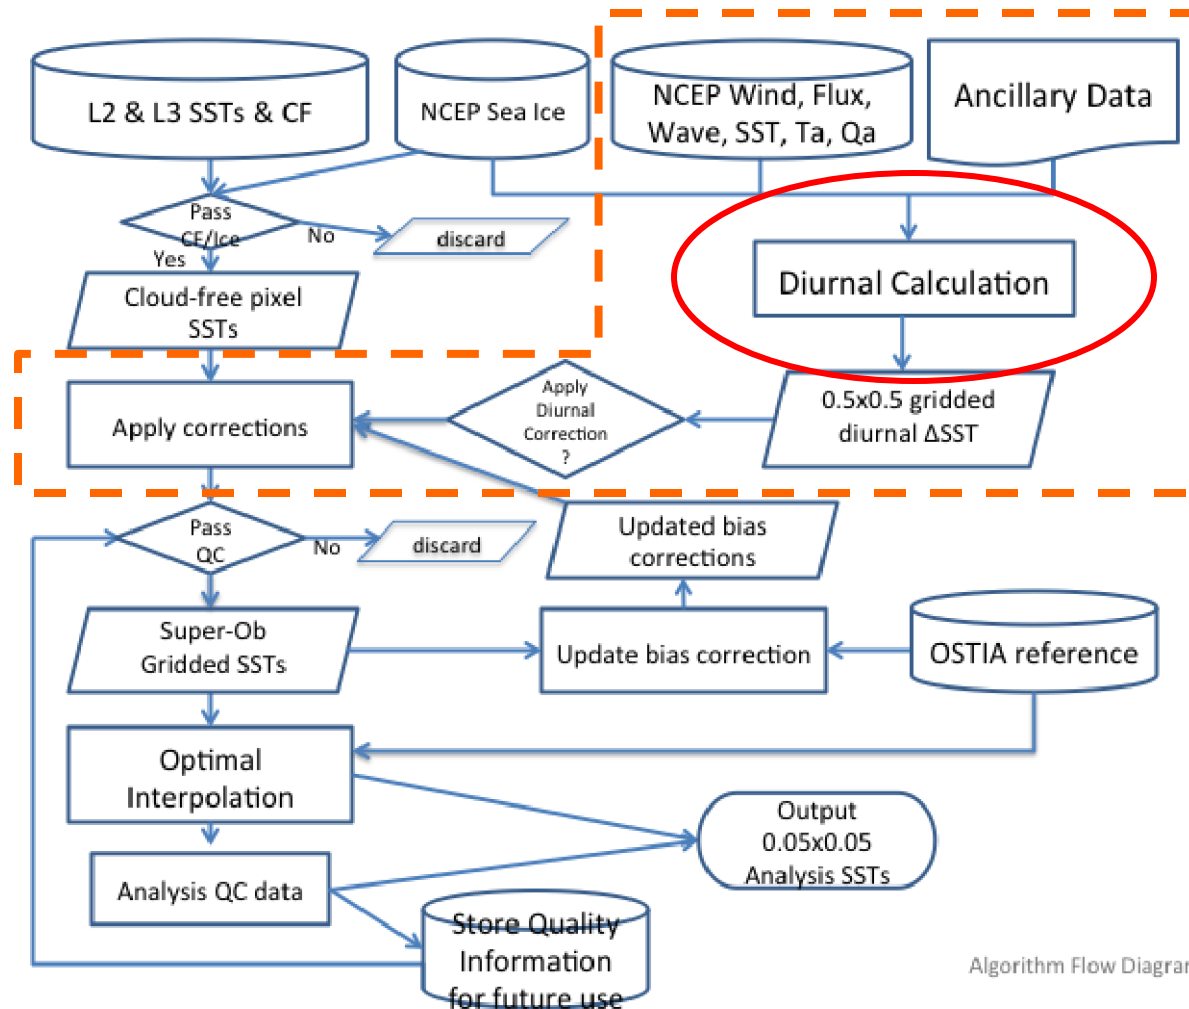 L2 & L3 SSTs & CF
NCEP Sea Ice
NCEP Wind, Flux,
Wave, SST, Ta, Qa
Ancillary Data
Pass
CF/Ice
No
discard
Yes
Cloud-free pixel
SSTs
Diurnal Calculation
Apply corrections
Apply
Diurnal
Correction
?
0.5x0.5 gridded
diurnal ΔSST
Pass
QC
No
discard
Updated bias
corrections
Super-Ob
Gridded SSTs
Update bias correction
OSTIA reference
Optimal
Interpolation
Output
0.05x0.05
Analysis SSTs
Analysis QC data
Store Quality
Information
for future use
Algorithm Flow Diagra